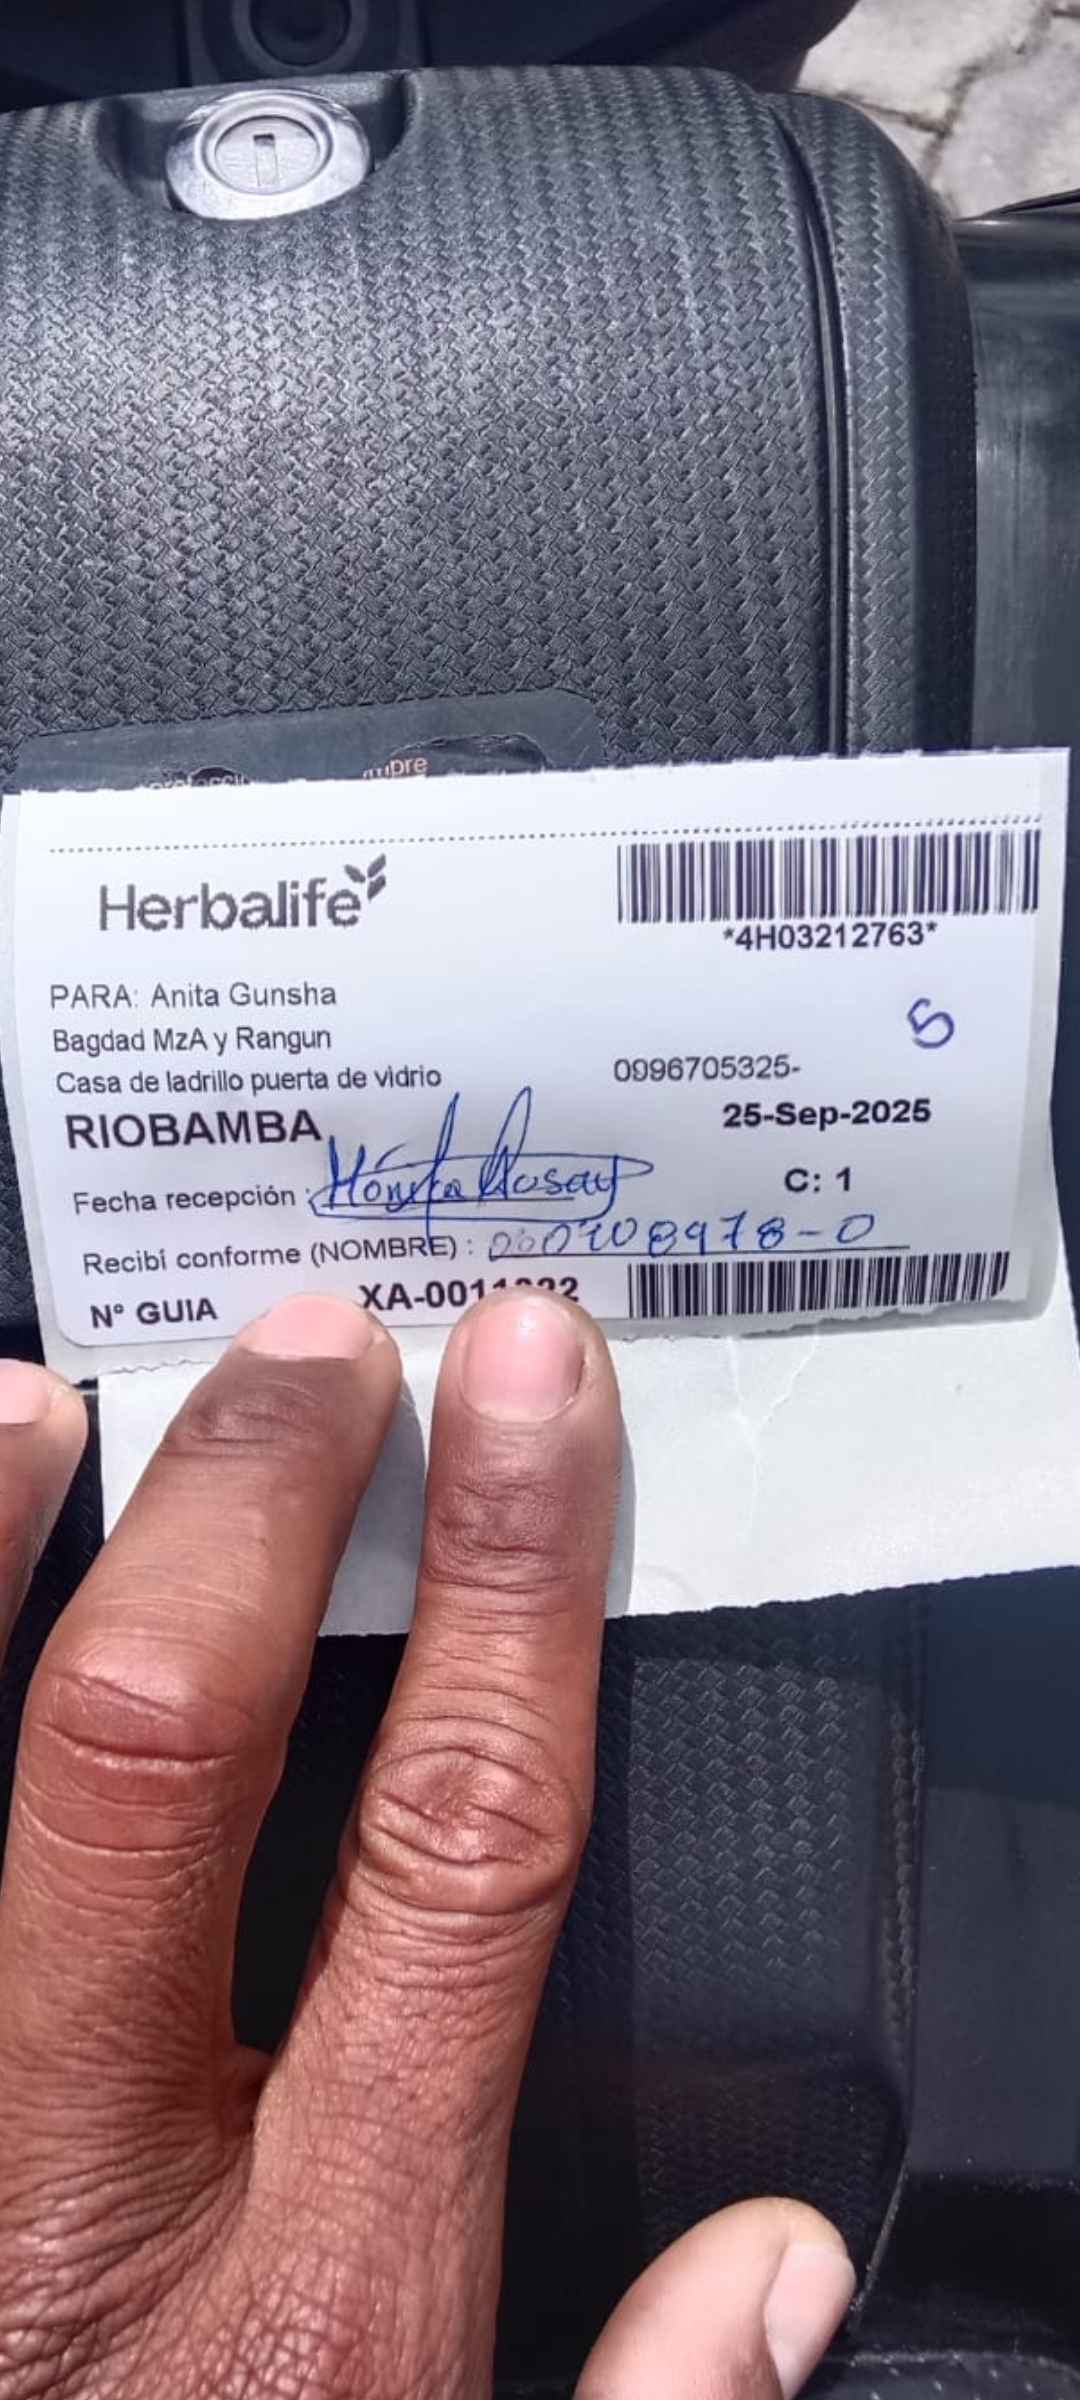 Herbalife
*4H03212763*
PARA: Anita Gunsha
5
Bagdad MzA y Rangun
Casa de ladrillo puerta de vidrio
0996705325-
RIOBAMBA
25-Sep-2025
Fecha recepción :
C: 1
Recibí conforme (NOMBRE) :
Nº GUIA